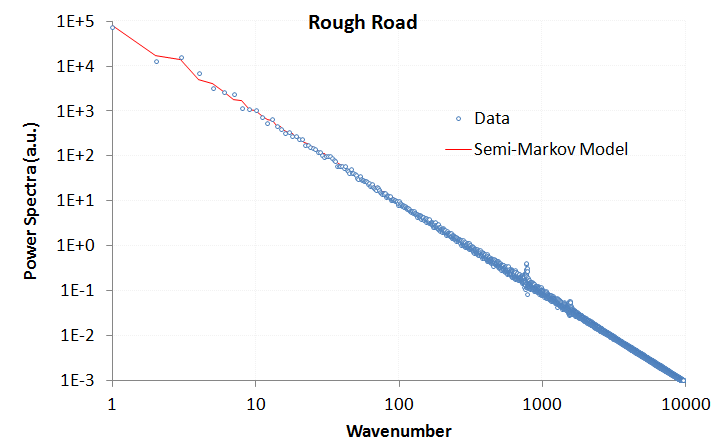 Rough Road
1E+5
1E+4
1E+3
1E+2
1E+1
1E+0
1E-1
1E-2
1E-3
Power Spectra (a.u.)
Data
Semi-Markov Model
1
10
100
1000
10000
Wavenumber